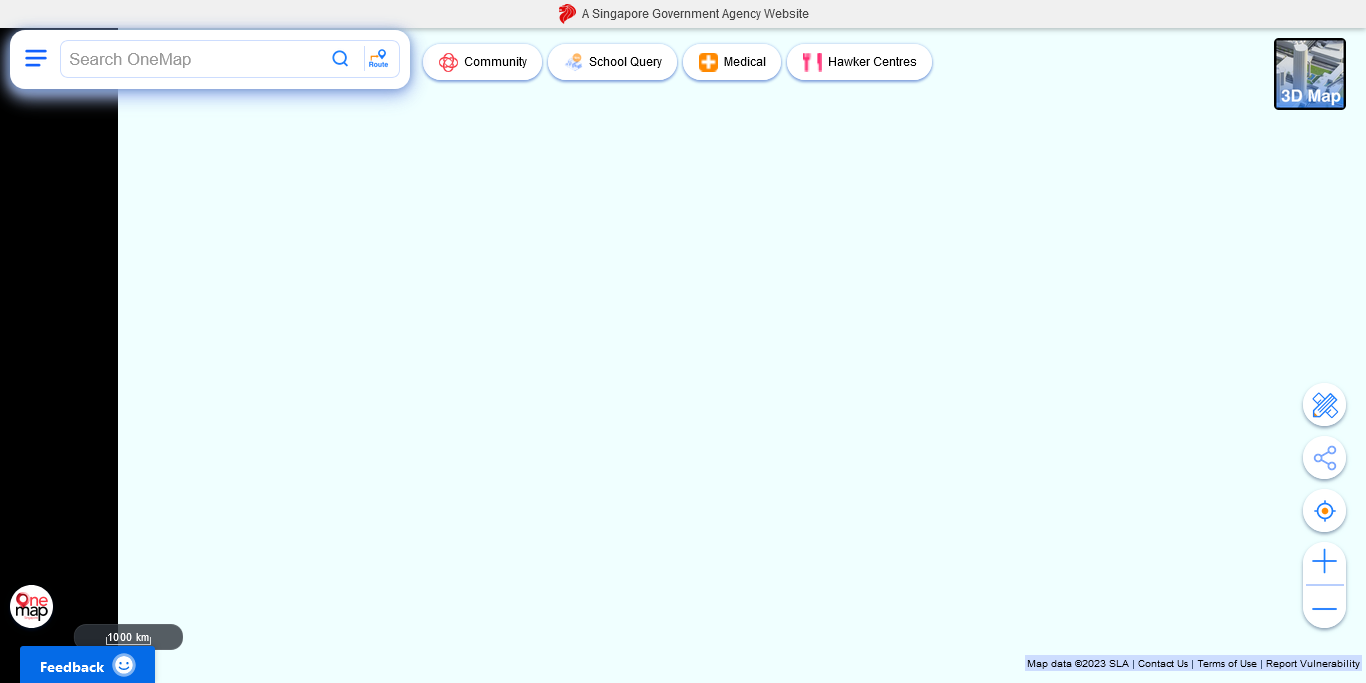 A Singapore Government Agency Website
Search OneMap
Route
Community
School Query
Medical
Hawker Centres
3D Map
One
map
1000 km
Feedback
Map data ©2023 SLA | Contact Us | Terms of Use | Report Vulnerability